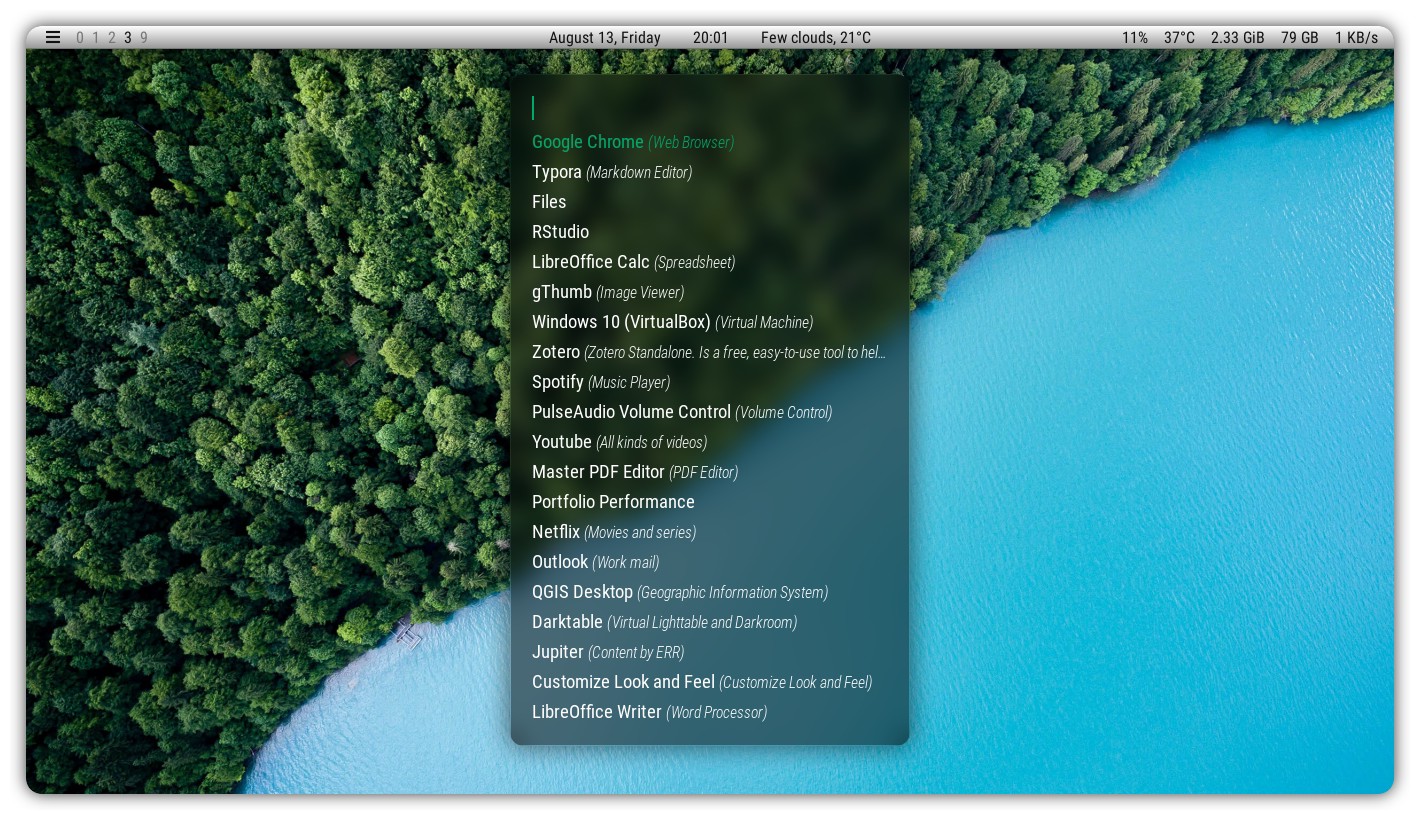 0 1 2 3 9 August 13, Friday 20:01 Few clouds, 21°C 11% 37°C 2.33 GiB 79 GB 1 KB/s
Google Chrome (Web Browser)
Typora (Markdown Editor)
Files
RStudio
LibreOffice Calc (Spreadsheet)
gThumb (Image Viewer)
Windows 10 (VirtualBox) (Virtual Machine)
Zotero (Zotero Standalone. Is a free, easy-to-use tool to hel…
Spotify (Music Player)
PulseAudio Volume Control (Volume Control)
Youtube (All kinds of videos)
Master PDF Editor (PDF Editor)
Portfolio Performance
Netflix (Movies and series)
Outlook (Work mail)
QGIS Desktop (Geographic Information System)
Darktable (Virtual Lighttable and Darkroom)
Jupiter (Content by ERR)
Customize Look and Feel (Customize Look and Feel)
LibreOffice Writer (Word Processor)